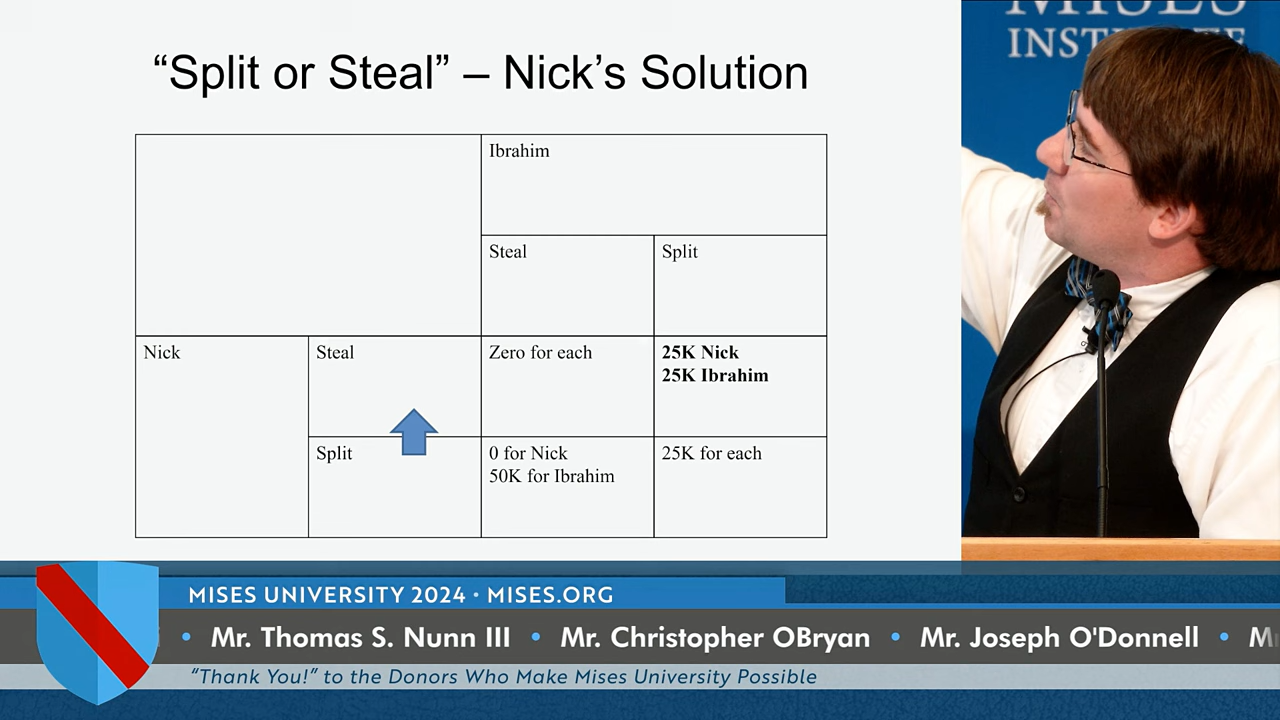 “Split or Steal” – Nick’s Solution
Ibrahim
Steal
Split
Nick
Steal
Zero for each
25K Nick
25K Ibrahim
Split
0 for Nick
50K for Ibrahim
25K for each
MISES
INSTITUTE
MISES UNIVERSITY 2024 • MISES.ORG
• Mr. Thomas S. Nunn III • Mr. Christopher OBryan • Mr. Joseph O'Donnell •
“Thank You!” to the Donors Who Make Mises University Possible